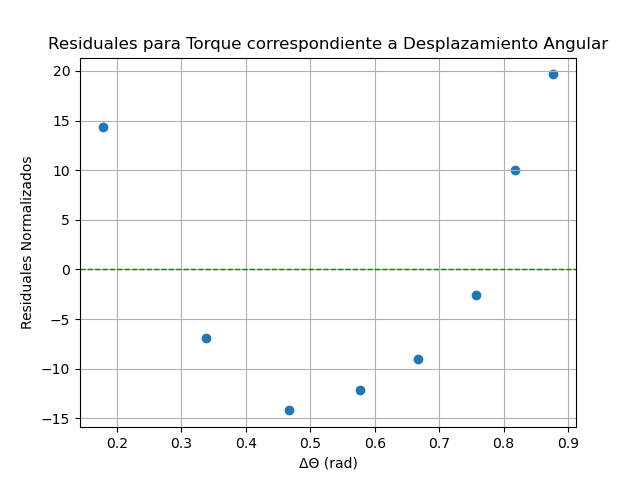 Residuales para Torque correspondiente a Desplazamiento Angular
Residuales Normalizados
20
15
10
5
0
−5
−10
−15
0.2 0.3 0.4 0.5 0.6 0.7 0.8 0.9
ΔΘ (rad)